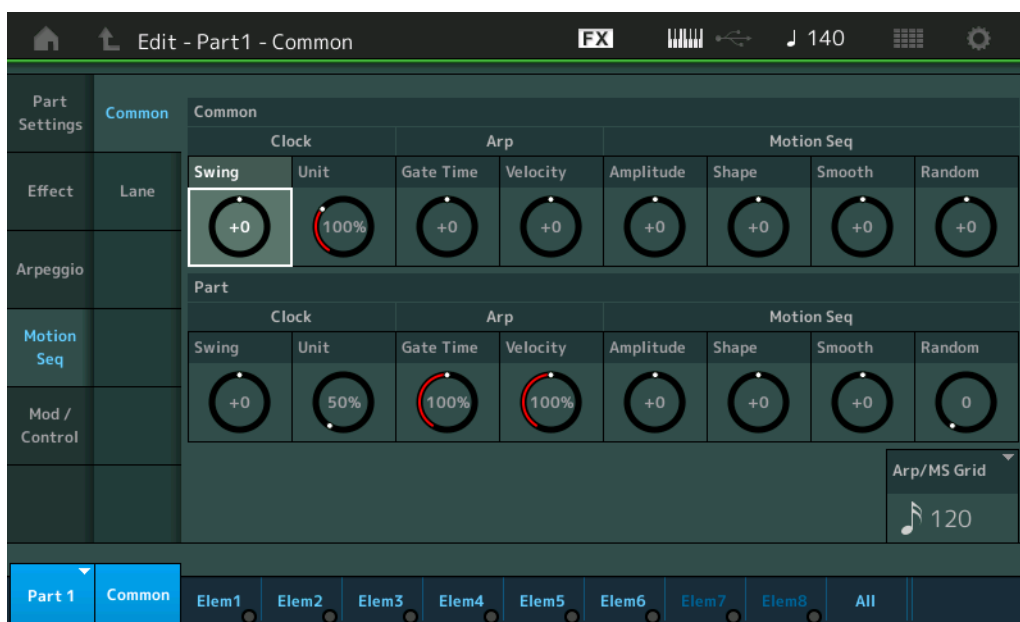 Edit - Part1 - Common FX ♩ 140
Part Settings
Common
Effect
Lane
Arpeggio
Motion Seq
Mod / Control
Common
Clock Arp Motion Seq
Swing Unit Gate Time Velocity Amplitude Shape Smooth Random
+0 100% +0 +0 +0 +0 +0 +0
Part
Clock Arp Motion Seq
Swing Unit Gate Time Velocity Amplitude Shape Smooth Random
+0 50% 100% 100% +0 +0 +0 0
Arp/MS Grid
120
Part 1 Common Elem1 Elem2 Elem3 Elem4 Elem5 Elem6 Elem7 Elem8 All